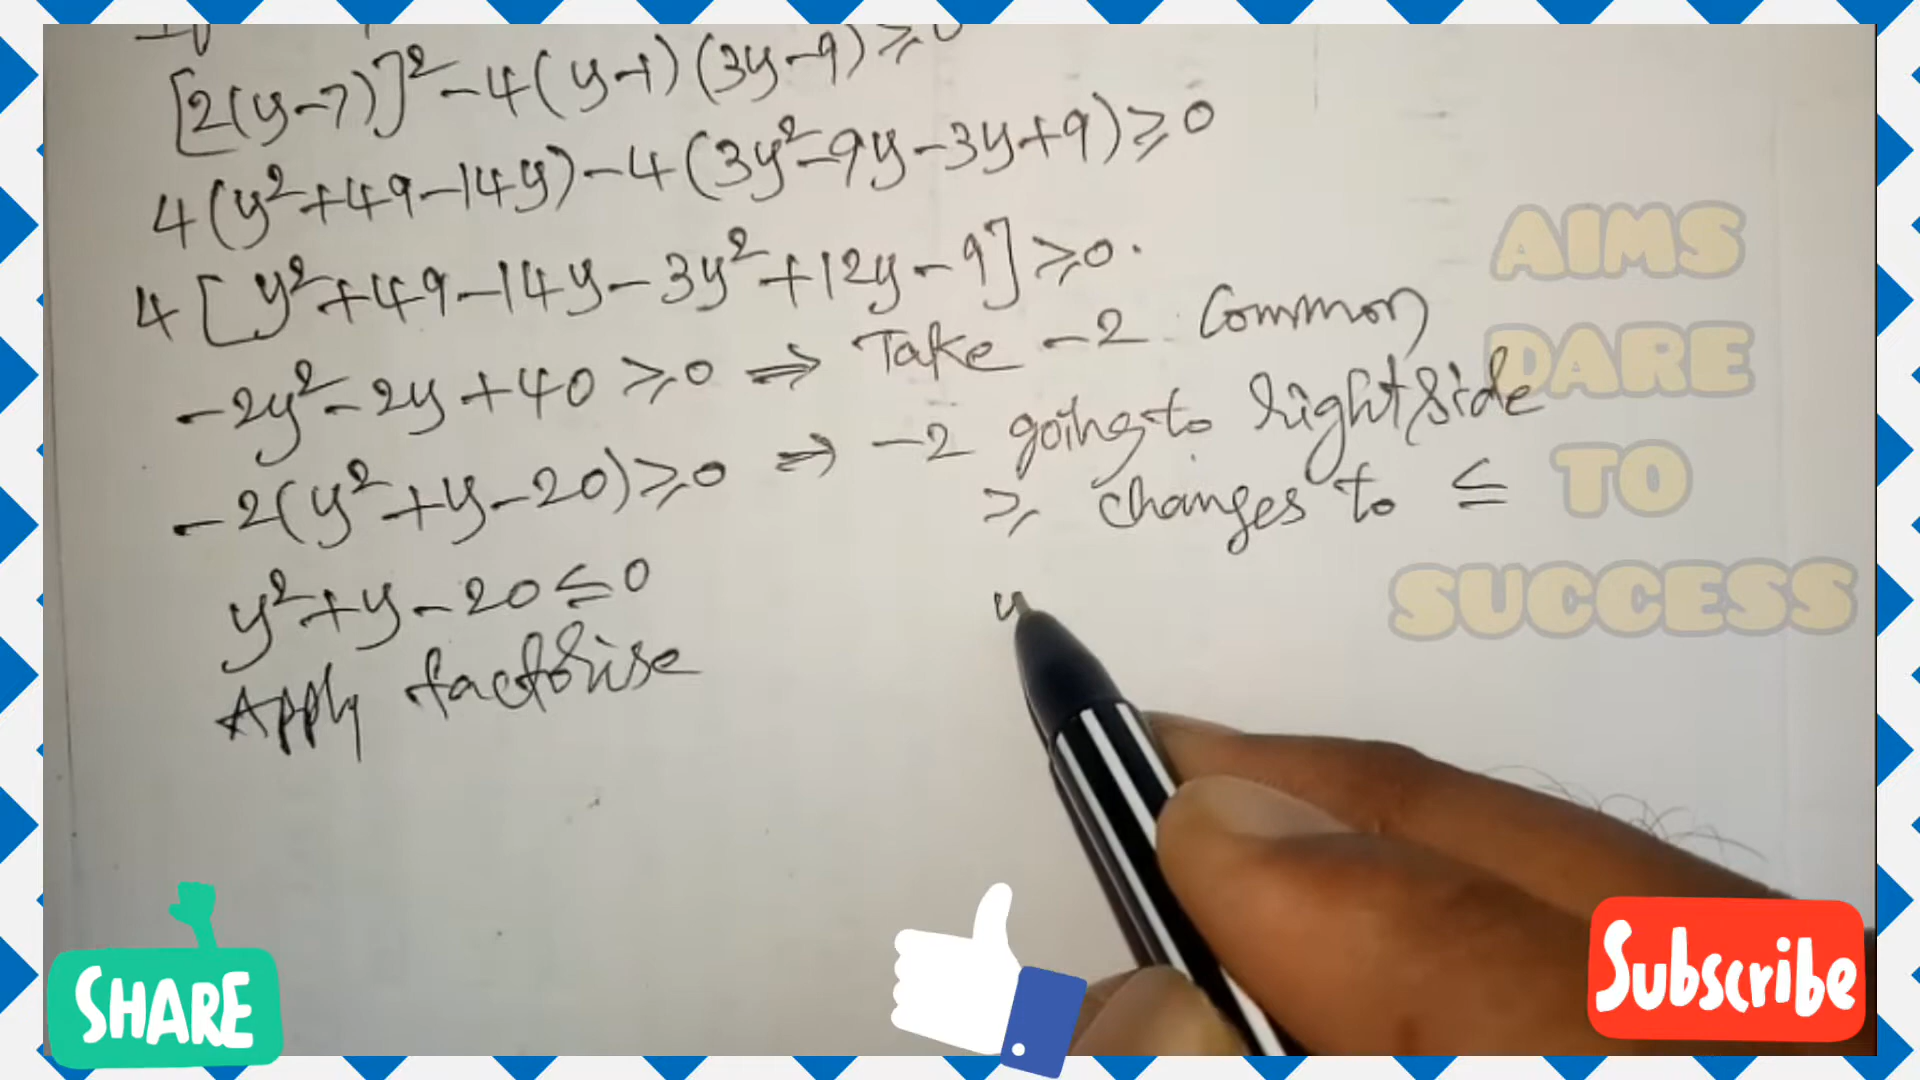 [2(y-7)]²-4(y-1)(3y-9)≥0
4(y²+49-14y)-4(3y²-9y-3y+9)≥0
4[y²+49-14y-3y²+12y-9]≥0.
-2y²-2y+40≥0 ⇒ Take -2 Common
-2(y²+y-20)≥0 ⇒ -2 going to right side
≥ changes to ≤
y²+y-20≤0
y
Apply factorise
AIMS
DARE
TO
SUCCESS
SHARE
Subscribe